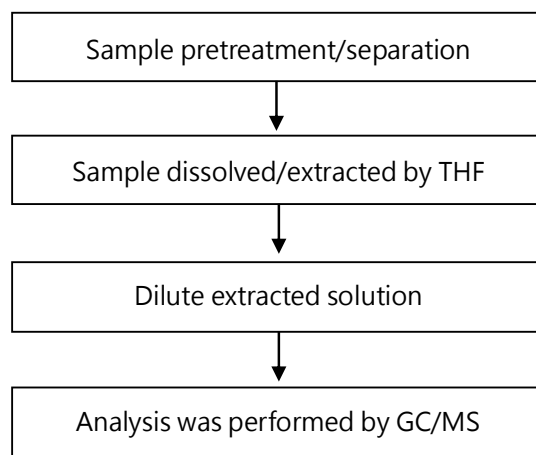 Sample pretreatment/separation
Sample dissolved/extracted by THF
Dilute extracted solution
Analysis was performed by GC/MS